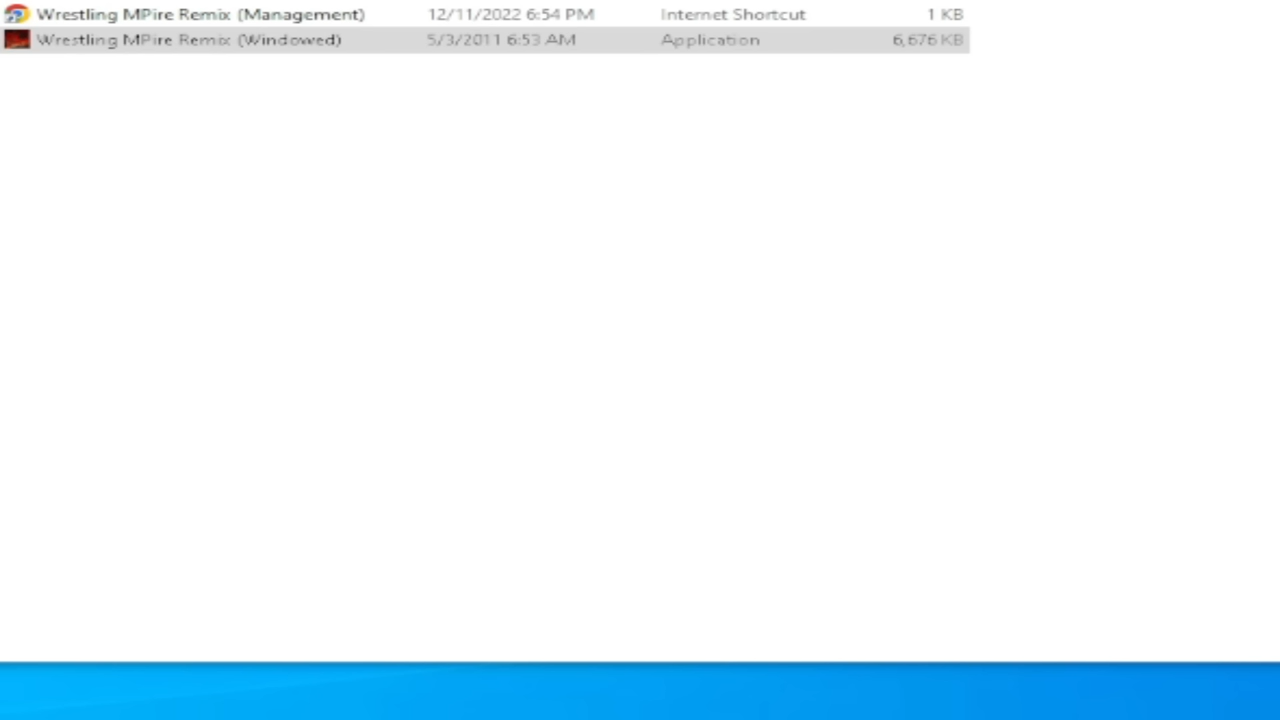 Wrestling MPire Remix (Management) 12/11/2022 6:54 PM Internet Shortcut 1 KB
Wrestling MPire Remix (Windowed) 5/3/2011 6:53 AM Application 6,676 KB